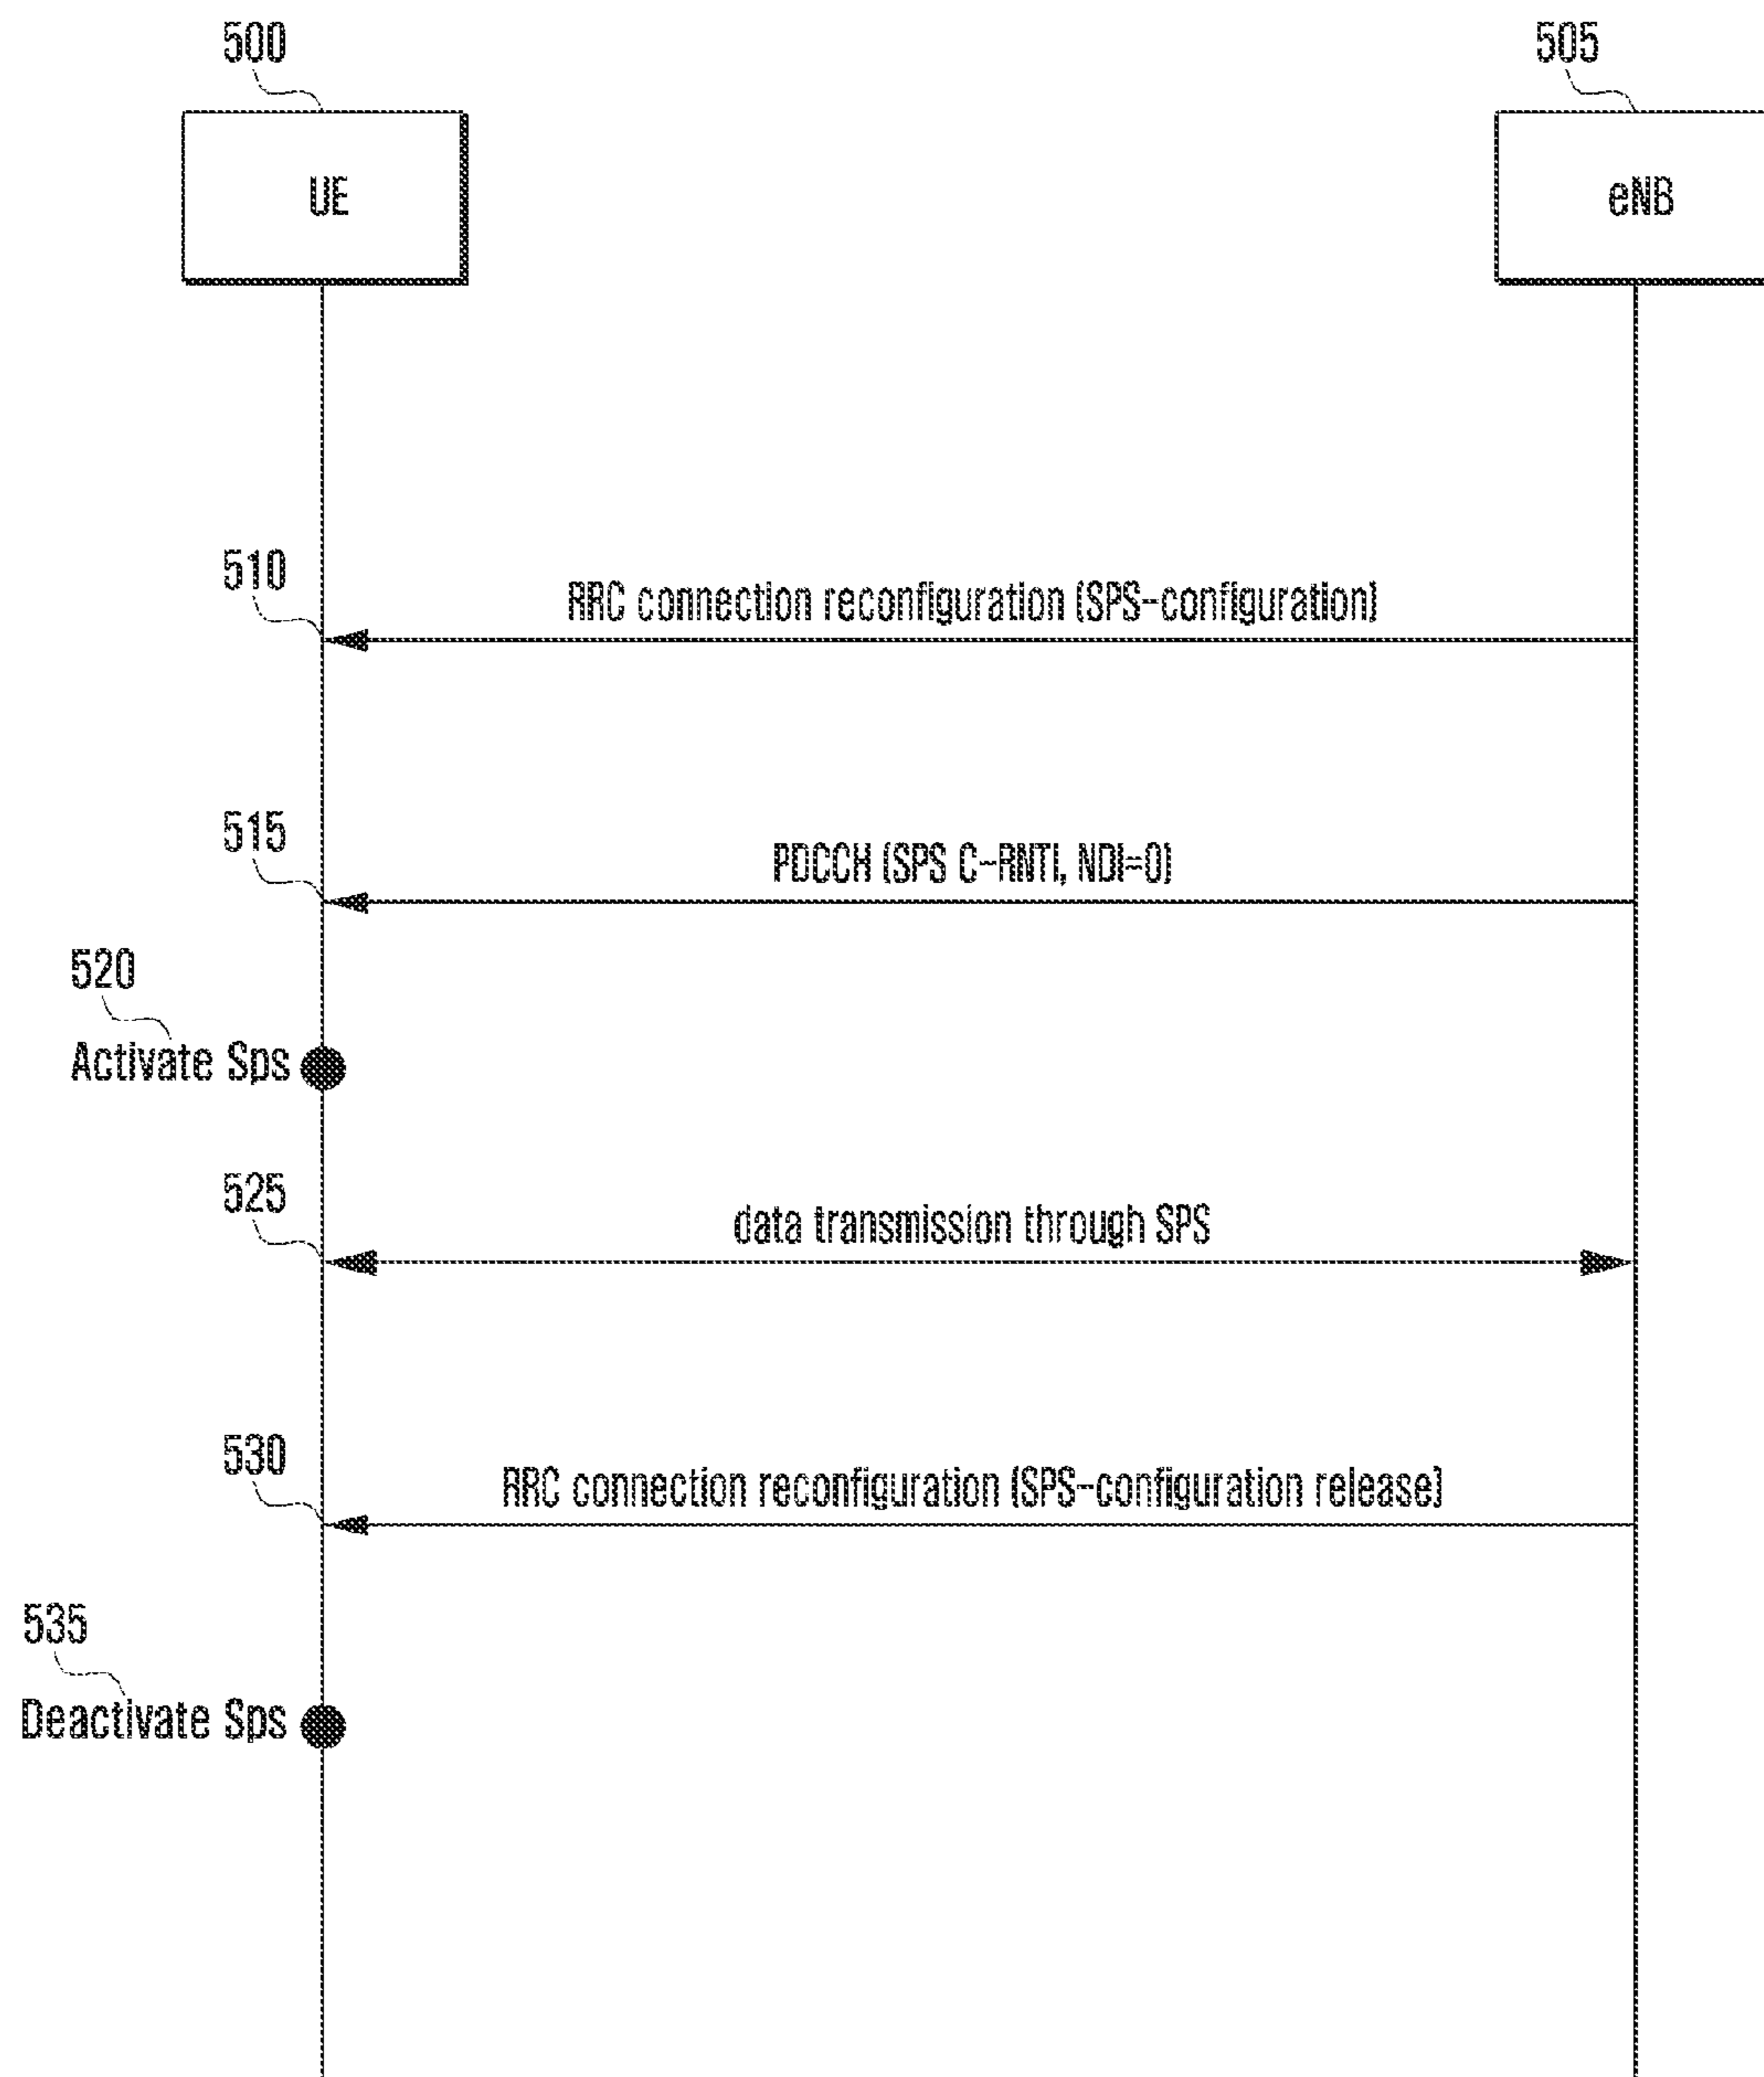 500
505
UE
eNB
510
RRC connection reconfiguration (SPS-configuration)
515
PDCCH (SPS C-RNTI, NDI=0)
520
Activate Sps
525
data transmission through SPS
530
RRC connection reconfiguration (SPS-configuration release)
535
Deactivate Sps